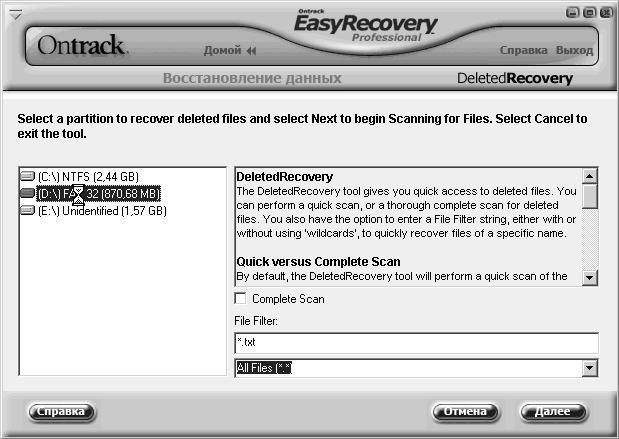 Ontrack
EasyRecovery
Professional
Ontrack
Домой
Справка Выход
Восстановление данных
DeletedRecovery
Select a partition to recover deleted files and select Next to begin Scanning for Files. Select Cancel to
exit the tool.
(C:\) NTFS (2,44 GB)
(D:\) 32 (870,68 MB)
(E:\) Unidentified (1,57 GB)
DeletedRecovery
The DeletedRecovery tool gives you quick access to deleted files. You
can perform a quick scan, or a thorough complete scan for deleted
files. You also have the option to enter a File Filter string, either with or
without using 'wildcards', to quickly recover files of a specific name.
Quick versus Complete Scan
By default, the DeletedRecovery tool will perform a quick scan of the
Complete Scan
File Filter:
*.txt
All Files (*.*)
Справка
Отмена
Далее